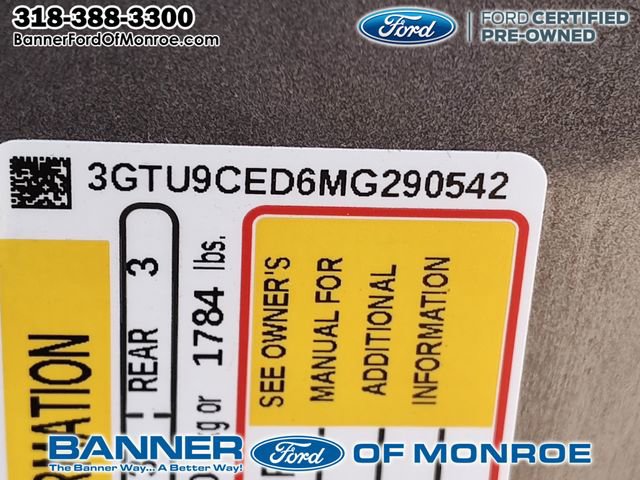 318-388-3300
BannerFordOfMonroe.com
Ford
FORD CERTIFIED
PRE-OWNED
3GTU9CED6MG290542
REAR 3
or 1784 lbs.
SEE OWNER'S
MANUAL FOR
ADDITIONAL
INFORMATION
BANNER Ford OF MONROE
The Banner Way... A Better Way!